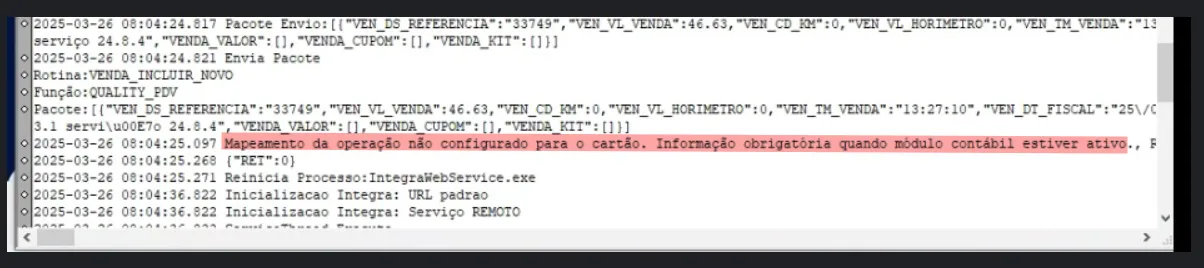 2025-03-26 08:04:24.817 Pacote Envio:[{"VEN_DS_REFERENCIA":"33749","VEN_VL_VENDA":46.63,"VEN_CD_KM":0,"VEN_VL_HORIMETRO":0,"VEN_TM_VENDA":"13
serviço 24.8.4","VENDA_VALOR":[],"VENDA_CUPOM":[],"VENDA_KIT":[]}]
2025-03-26 08:04:24.821 Envia Pacote
Rotina:VENDA_INCLUIR_NOVO
Função:QUALITY_PDV
Pacote:[{"VEN_DS_REFERENCIA":"33749","VEN_VL_VENDA":46.63,"VEN_CD_KM":0,"VEN_VL_HORIMETRO":0,"VEN_TM_VENDA":"13:27:10","VEN_DT_FISCAL":"25\/0
3.1 servi\u00E7o 24.8.4","VENDA_VALOR":[],"VENDA_CUPOM":[],"VENDA_KIT":[]}]
2025-03-26 08:04:25.097 Mapeamento da operação não configurado para o cartão. Informação obrigatória quando módulo contábil estiver ativo., R
2025-03-26 08:04:25.268 {"RET":0}
2025-03-26 08:04:25.271 Reinicia Processo:IntegraWebService.exe
2025-03-26 08:04:36.822 Inicializacao Integra: URL padrao
2025-03-26 08:04:36.822 Inicializacao Integra: Serviço REMOTO